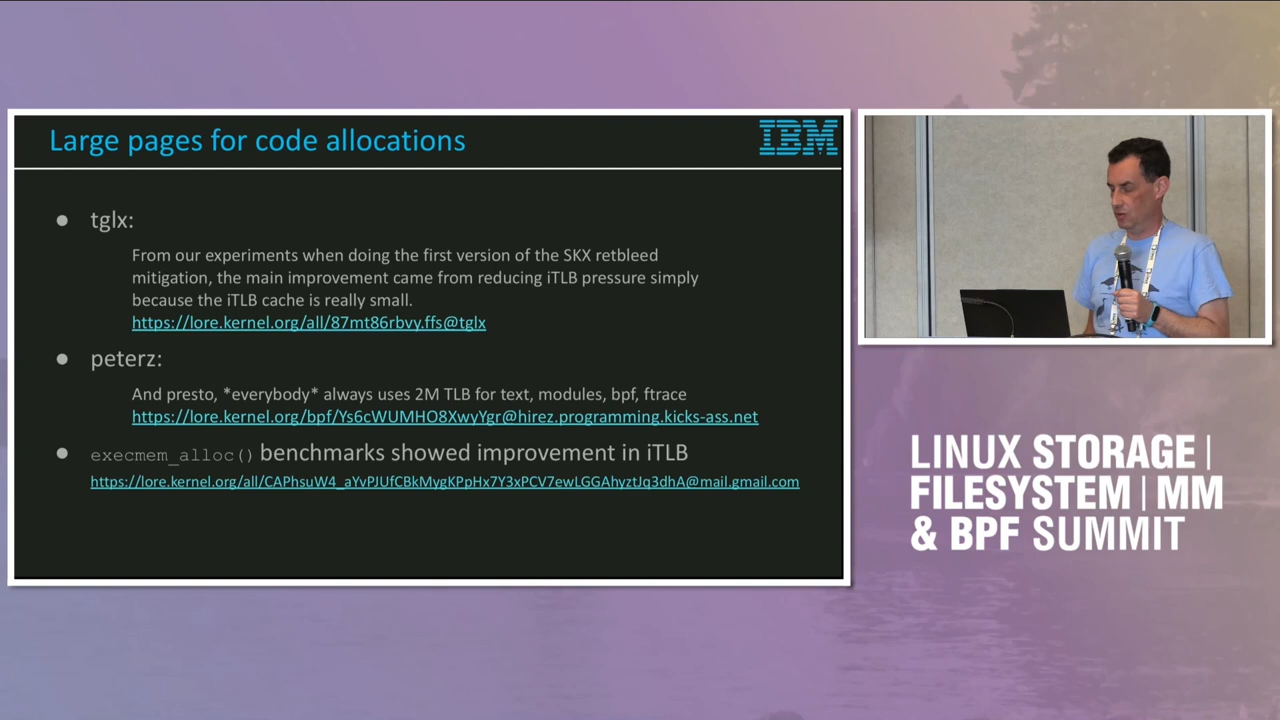 Large pages for code allocations
IBM
● tglx:
From our experiments when doing the first version of the SKX retbleed
mitigation, the main improvement came from reducing iTLB pressure simply
because the iTLB cache is really small.
https://lore.kernel.org/all/87mt86rbvy.ffs@tglx
● peterz:
And presto, *everybody* always uses 2M TLB for text, modules, bpf, ftrace
https://lore.kernel.org/bpf/Ys6cWUMHO8XwyYgr@hirez.programming.kicks-ass.net
● execmem_alloc() benchmarks showed improvement in iTLB
https://lore.kernel.org/all/CAPhsuW4_aYvPJUfCBkMygKPpHx7Y3xPCV7ewLGGAhyztJq3dhA@mail.gmail.com
LINUX STORAGE |
FILESYSTEM | MM
& BPF SUMMIT